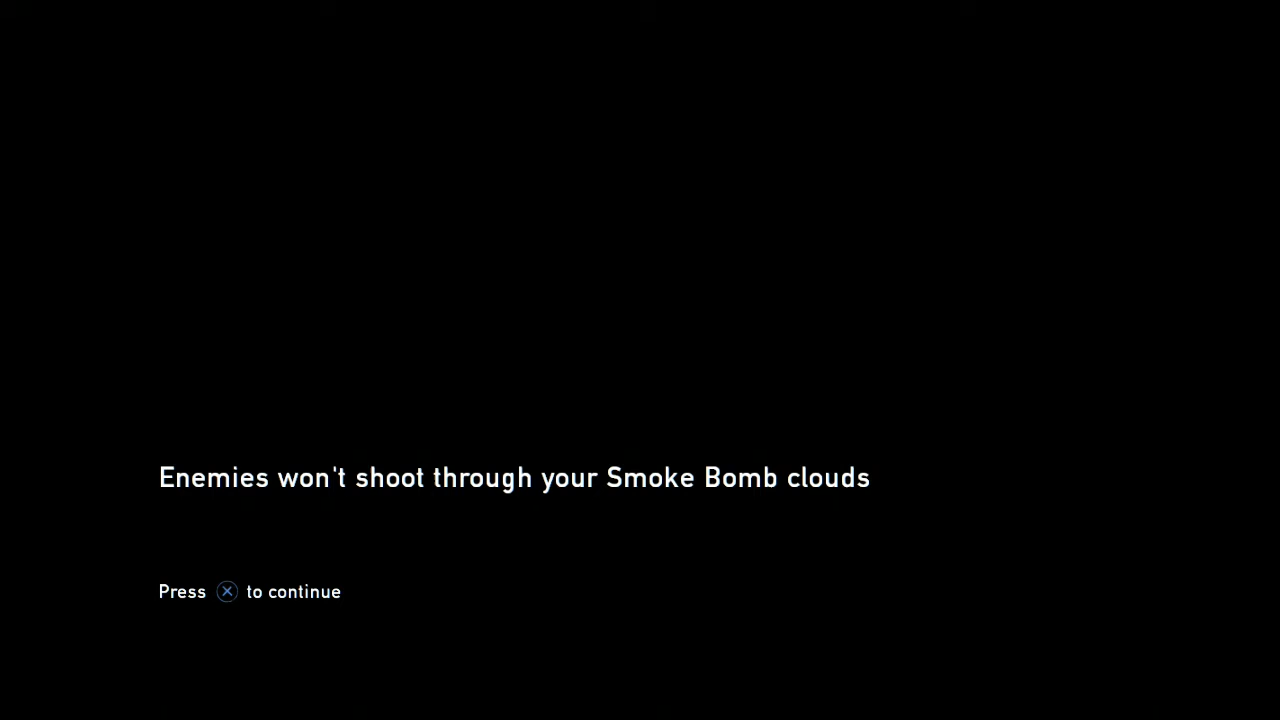 Enemies won't shoot through your Smoke Bomb clouds
Press ⓧ to continue